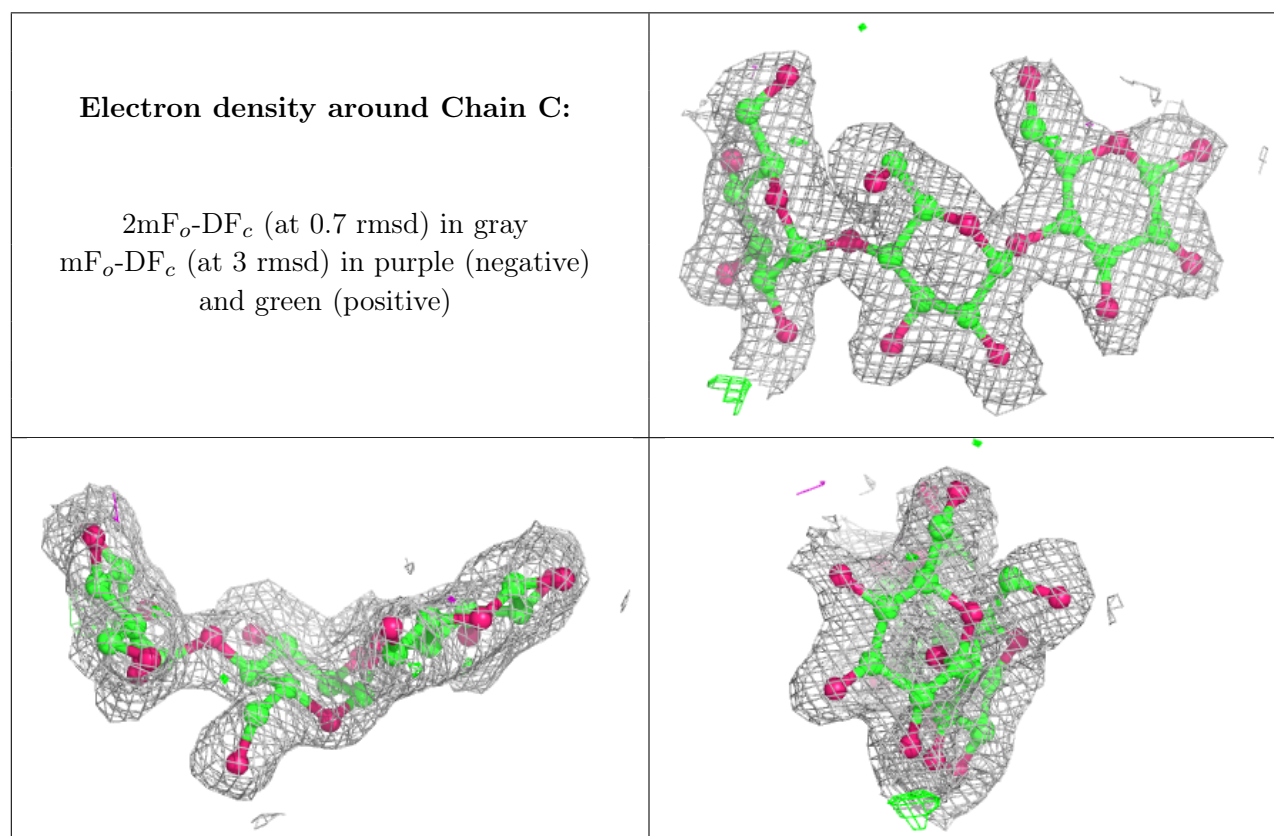 Electron density around Chain C:
2mFo-DFc (at 0.7 rmsd) in gray
mFo-DFc (at 3 rmsd) in purple (negative)
and green (positive)